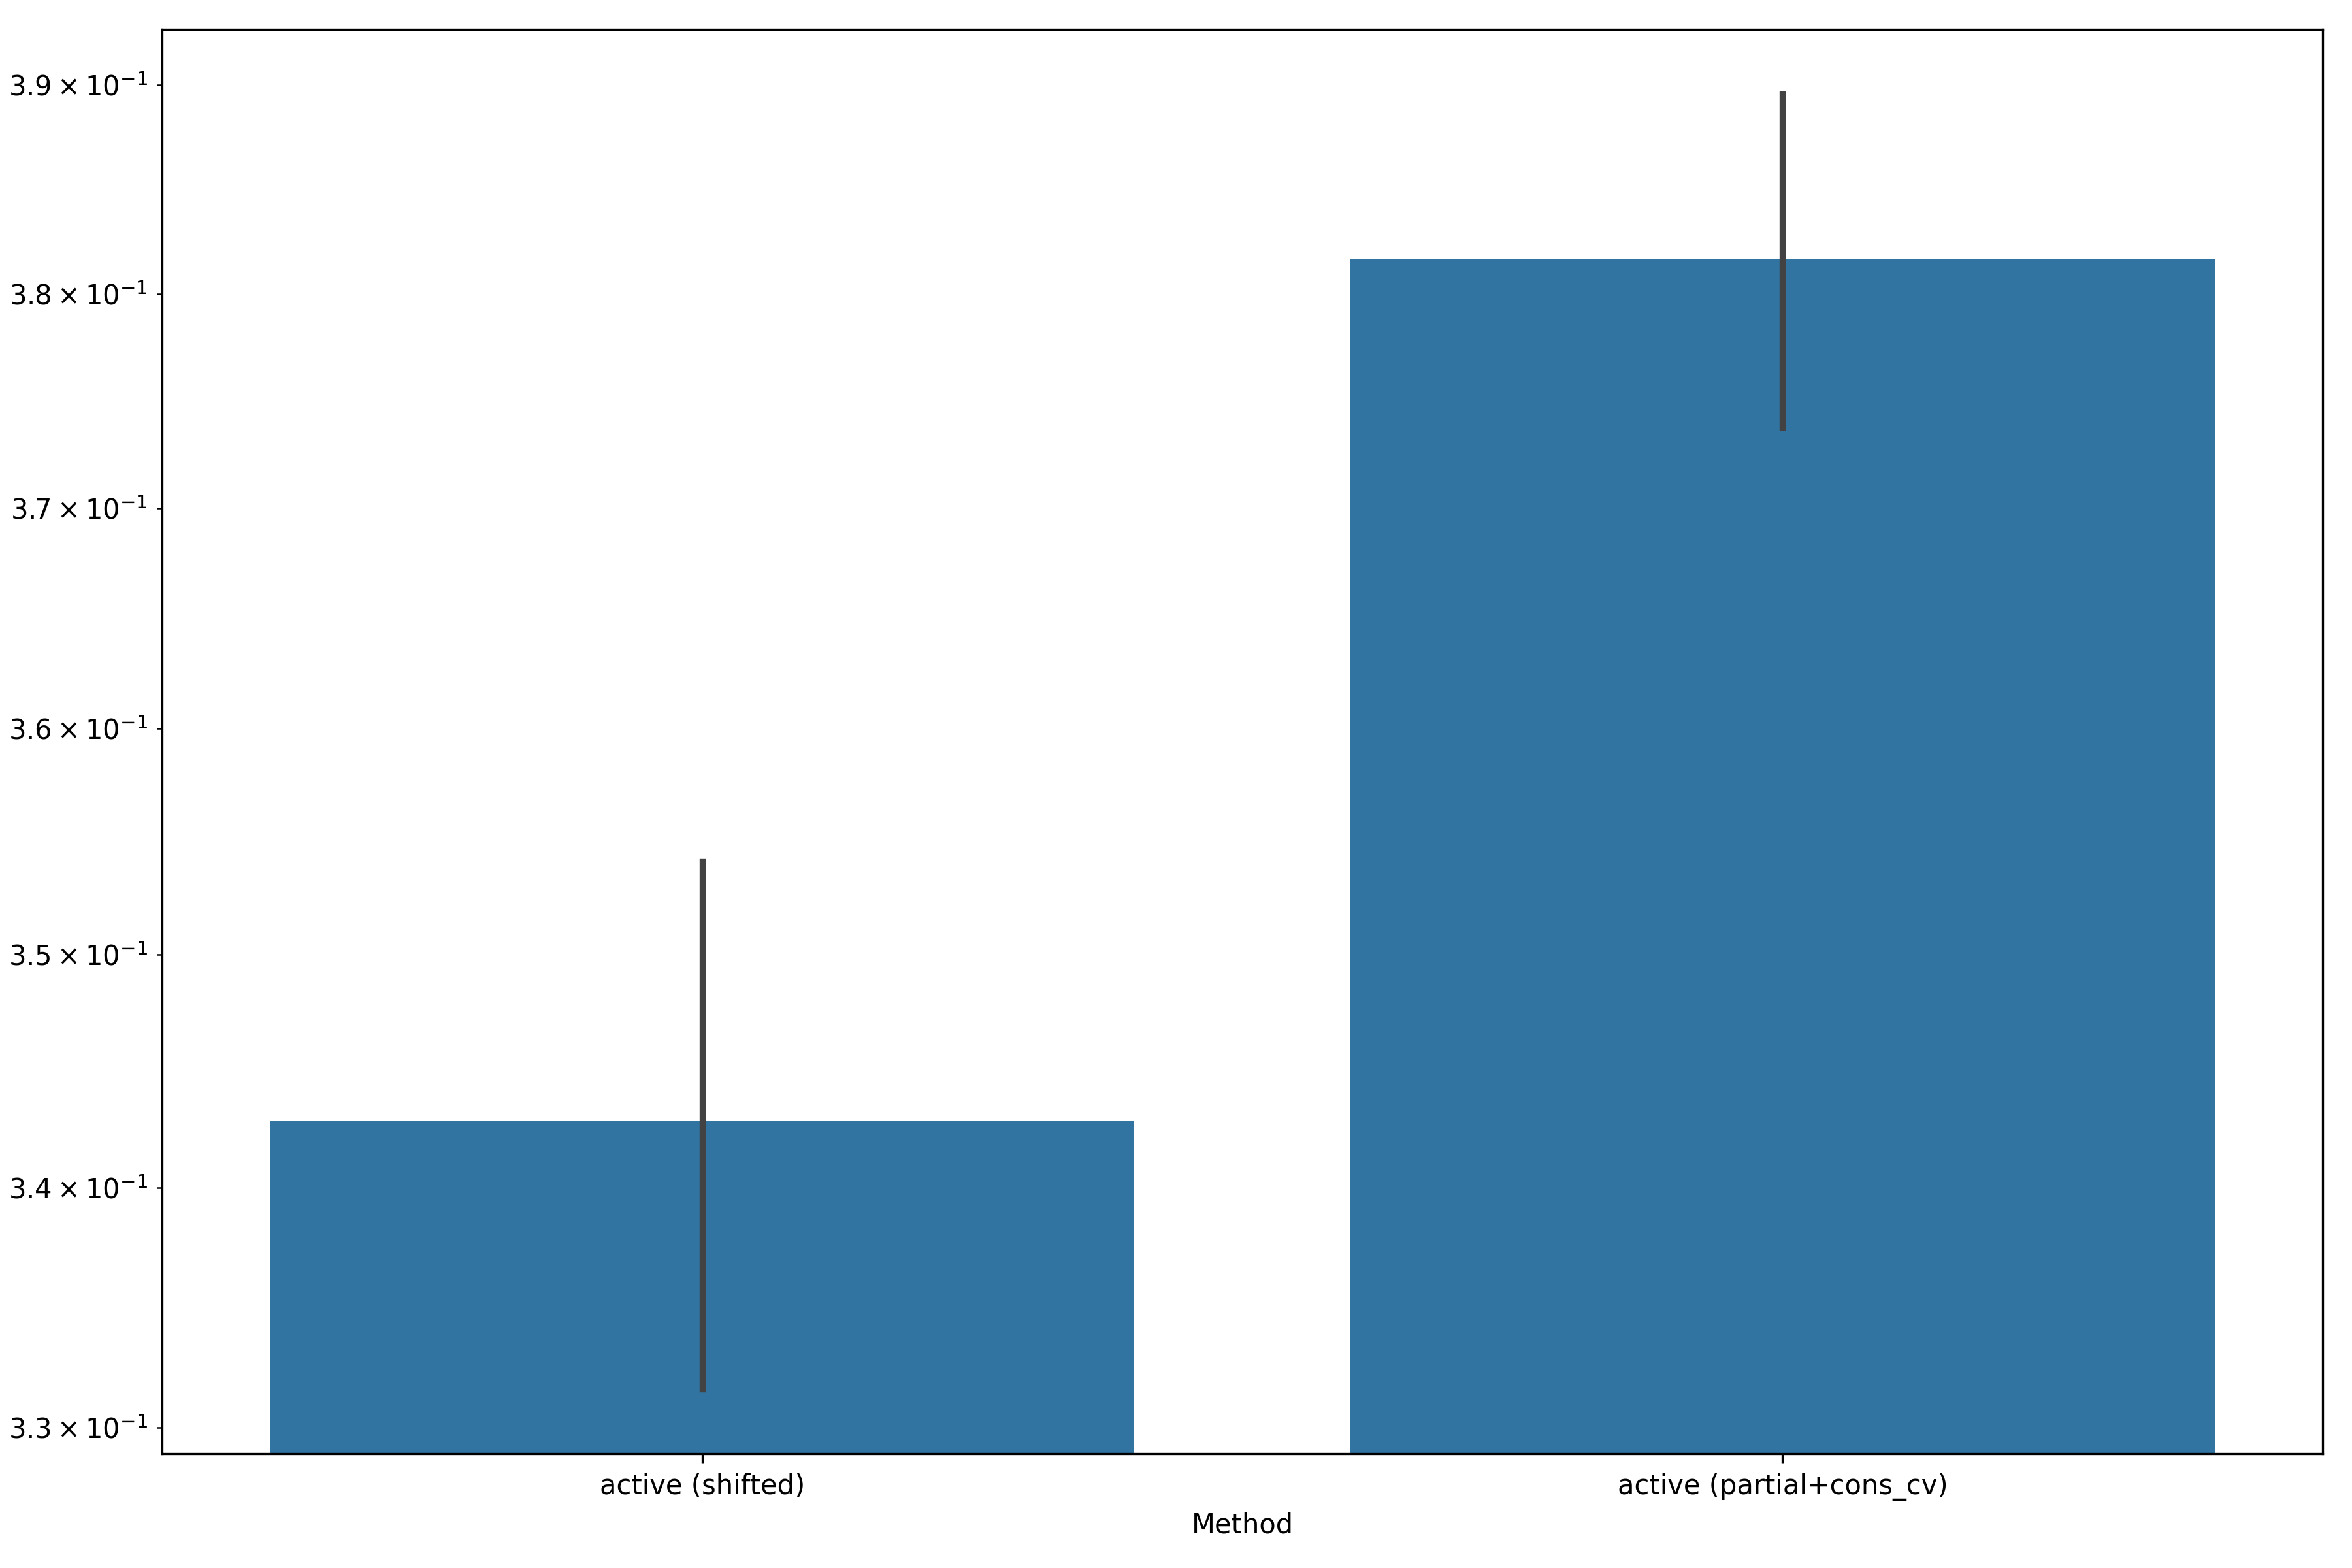 3.9 × 10⁻¹
3.8 × 10⁻¹
3.7 × 10⁻¹
3.6 × 10⁻¹
3.5 × 10⁻¹
3.4 × 10⁻¹
3.3 × 10⁻¹
active (shifted)
active (partial+cons_cv)
Method